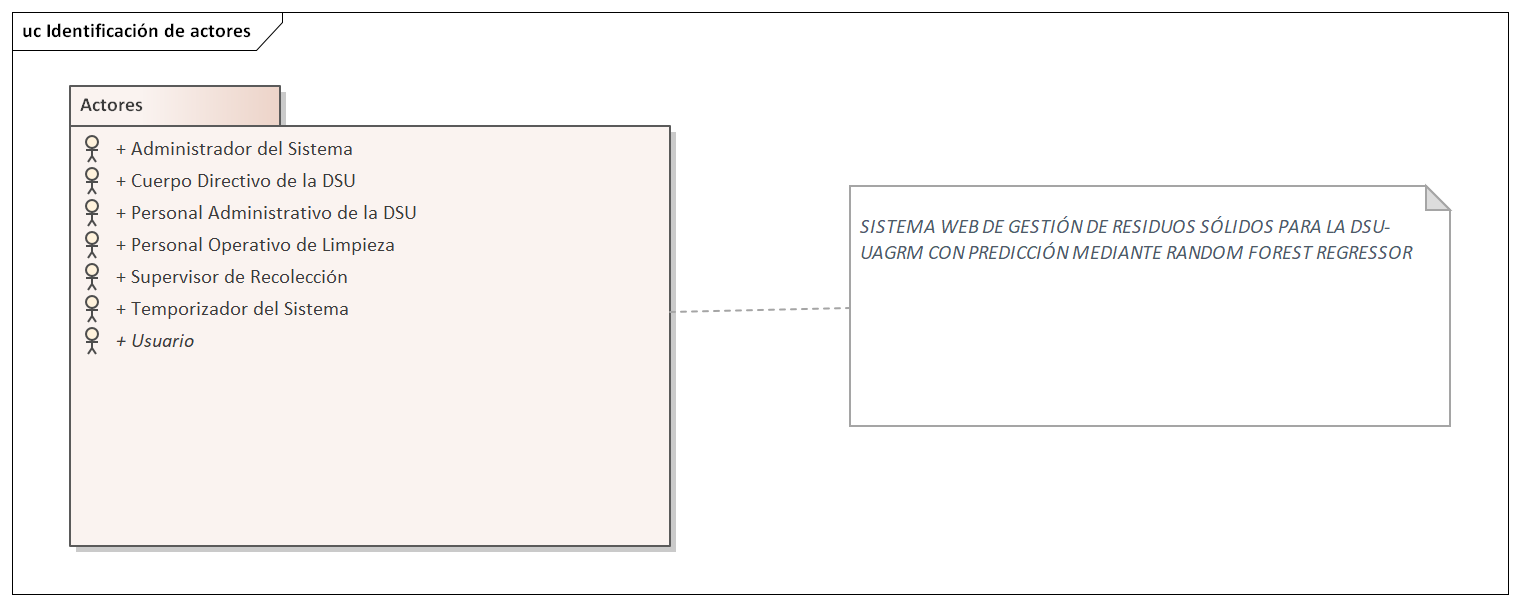 uc Identificación de actores
Actores
+ Administrador del Sistema
+ Cuerpo Directivo de la DSU
+ Personal Administrativo de la DSU
+ Personal Operativo de Limpieza
+ Supervisor de Recolección
+ Temporizador del Sistema
+ Usuario
SISTEMA WEB DE GESTIÓN DE RESIDUOS SÓLIDOS PARA LA DSU-
UAGRM CON PREDICCIÓN MEDIANTE RANDOM FOREST REGRESSOR